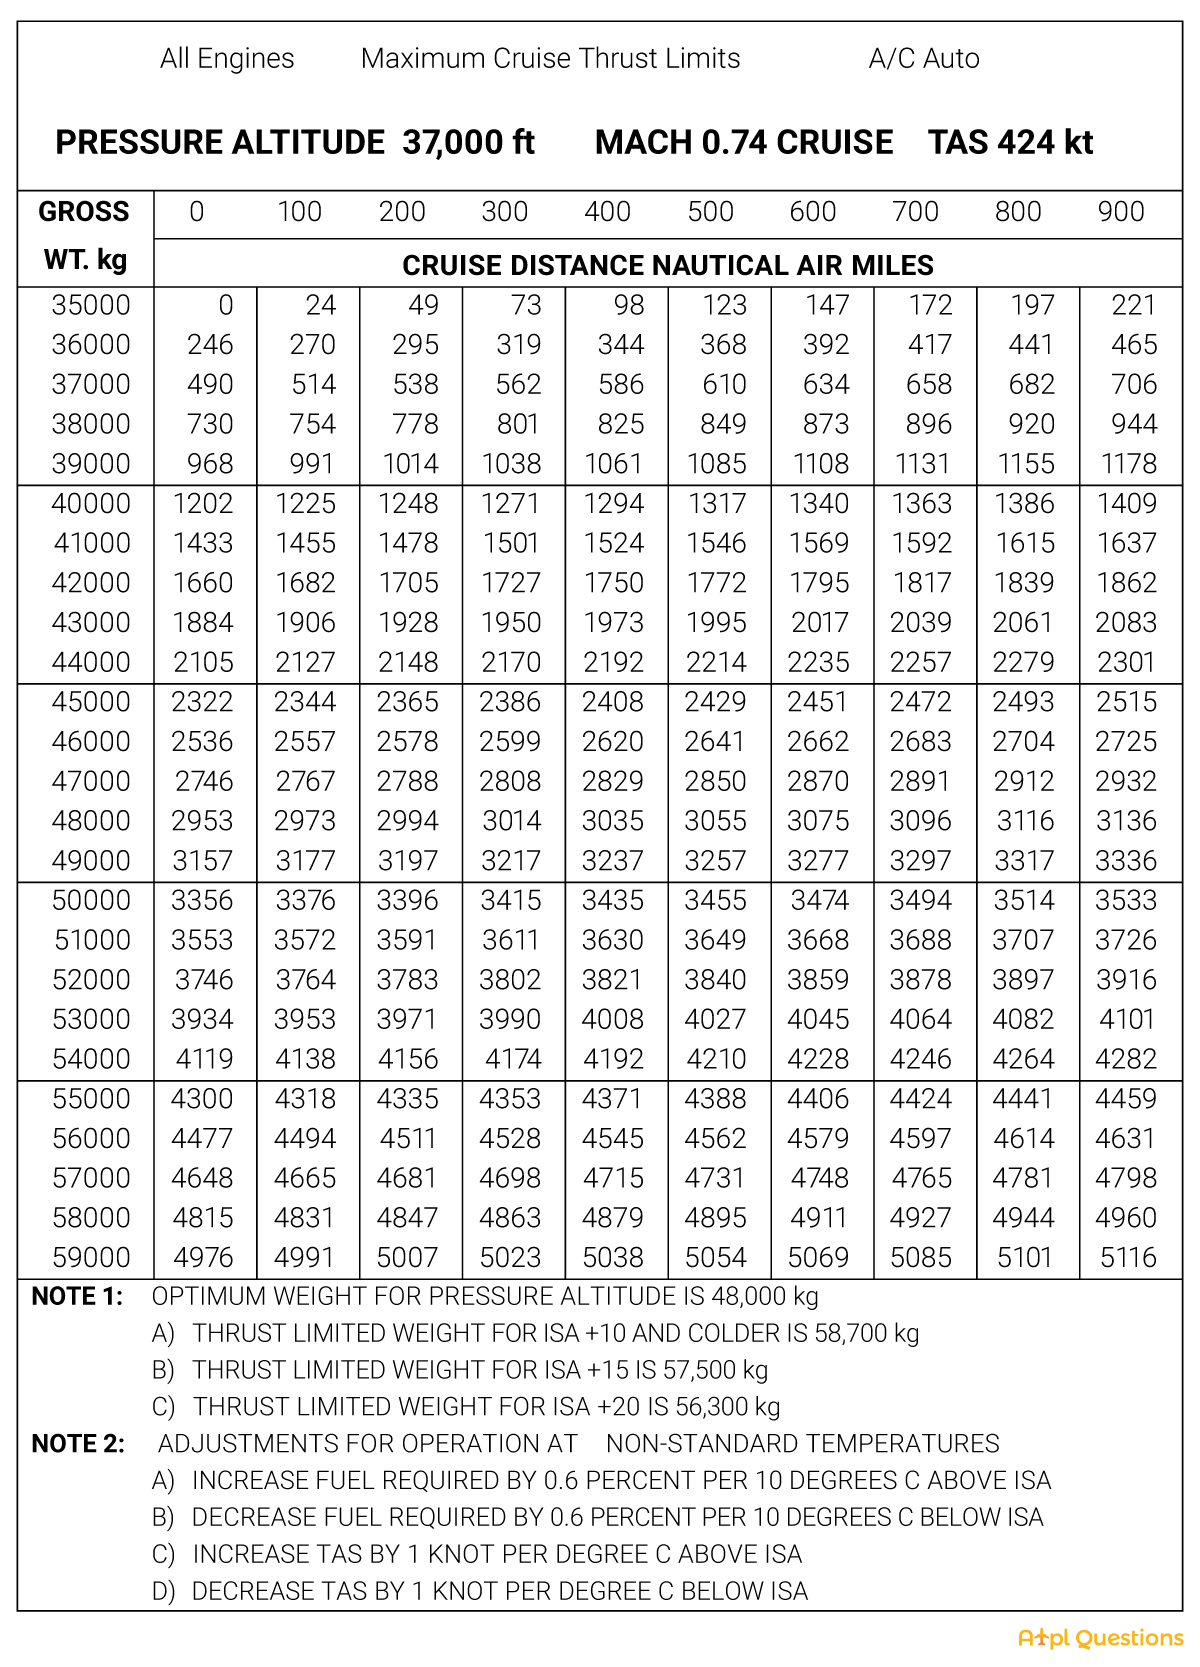 All Engines Maximum Cruise Thrust Limits A/C Auto
PRESSURE ALTITUDE 37,000 ft MACH 0.74 CRUISE TAS 424 kt
GROSS 0 100 200 300 400 500 600 700 800 900
WT. kg CRUISE DISTANCE NAUTICAL AIR MILES
35000 0 24 49 73 98 123 147 172 197 221
36000 246 270 295 319 344 368 392 417 441 465
37000 490 514 538 562 586 610 634 658 682 706
38000 730 754 778 801 825 849 873 896 920 944
39000 968 991 1014 1038 1061 1085 1108 1131 1155 1178
40000 1202 1225 1248 1271 1294 1317 1340 1363 1386 1409
41000 1433 1455 1478 1501 1524 1546 1569 1592 1615 1637
42000 1660 1682 1705 1727 1750 1772 1795 1817 1839 1862
43000 1884 1906 1928 1950 1973 1995 2017 2039 2061 2083
44000 2105 2127 2148 2170 2192 2214 2235 2257 2279 2301
45000 2322 2344 2365 2386 2408 2429 2451 2472 2493 2515
46000 2536 2557 2578 2599 2620 2641 2662 2683 2704 2725
47000 2746 2767 2788 2808 2829 2850 2870 2891 2912 2932
48000 2953 2973 2994 3014 3035 3055 3075 3096 3116 3136
49000 3157 3177 3197 3217 3237 3257 3277 3297 3317 3336
50000 3356 3376 3396 3415 3435 3455 3474 3494 3514 3533
51000 3553 3572 3591 3611 3630 3649 3668 3688 3707 3726
52000 3746 3764 3783 3802 3821 3840 3859 3878 3897 3916
53000 3934 3953 3971 3990 4008 4027 4045 4064 4082 4101
54000 4119 4138 4156 4174 4192 4210 4228 4246 4264 4282
55000 4300 4318 4335 4353 4371 4388 4406 4424 4441 4459
56000 4477 4494 4511 4528 4545 4562 4579 4597 4614 4631
57000 4648 4665 4681 4698 4715 4731 4748 4765 4781 4798
58000 4815 4831 4847 4863 4879 4895 4911 4927 4944 4960
59000 4976 4991 5007 5023 5038 5054 5069 5085 5101 5116
NOTE 1: OPTIMUM WEIGHT FOR PRESSURE ALTITUDE IS 48,000 kg
A) THRUST LIMITED WEIGHT FOR ISA +10 AND COLDER IS 58,700 kg
B) THRUST LIMITED WEIGHT FOR ISA +15 IS 57,500 kg
C) THRUST LIMITED WEIGHT FOR ISA +20 IS 56,300 kg
NOTE 2: ADJUSTMENTS FOR OPERATION AT NON-STANDARD TEMPERATURES
A) INCREASE FUEL REQUIRED BY 0.6 PERCENT PER 10 DEGREES C ABOVE ISA
B) DECREASE FUEL REQUIRED BY 0.6 PERCENT PER 10 DEGREES C BELOW ISA
C) INCREASE TAS BY 1 KNOT PER DEGREE C ABOVE ISA
D) DECREASE TAS BY 1 KNOT PER DEGREE C BELOW ISA
Atpl Questions